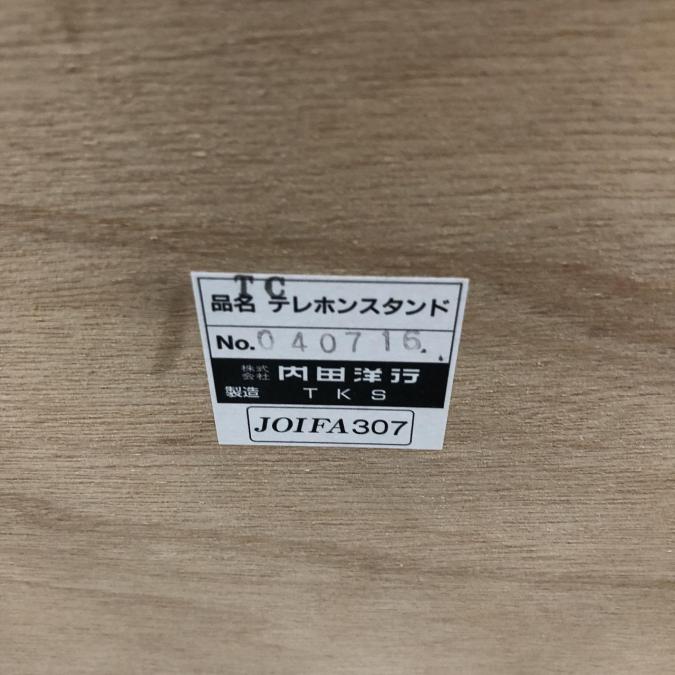 TC
品名 テレホンスタンド
No. 040716
株式会社 内田洋行
製造 TKS
JOIFA307